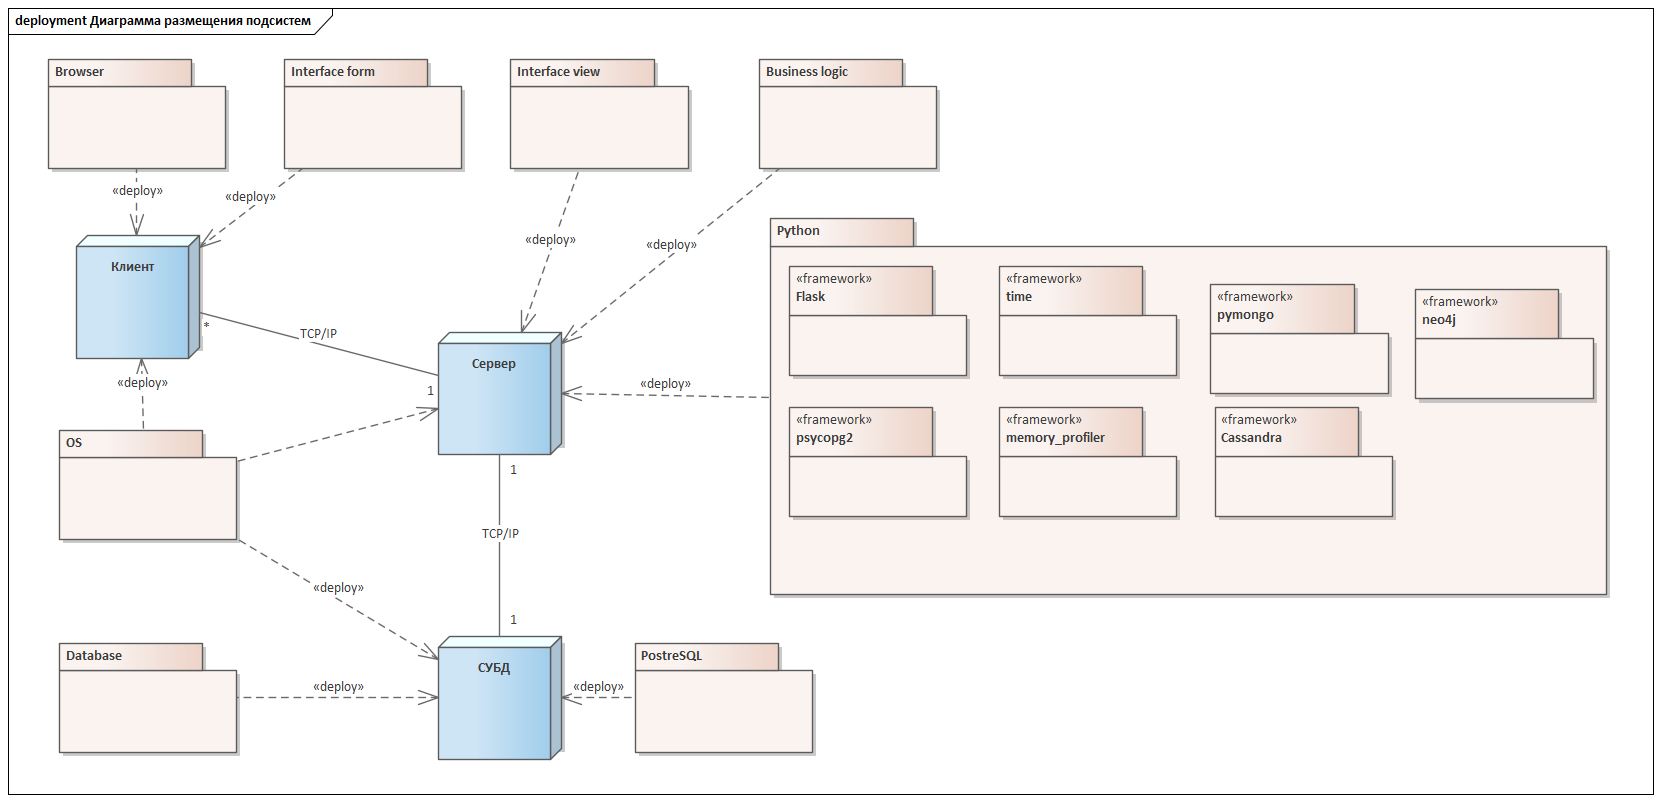 deployment Диаграмма размещения подсистем
Browser
Interface form
Interface view
Business logic
«deploy»
«deploy»
«deploy»
«deploy»
Python
Клиент
*
TCP/IP
Сервер
1
«deploy»
«framework»
Flask
«framework»
time
«framework»
pymongo
«framework»
neo4j
«framework»
psycopg2
«framework»
memory_profiler
«framework»
Cassandra
«deploy»
OS
1
TCP/IP
«deploy»
1
Database
«deploy»
СУБД
«deploy»
PostreSQL